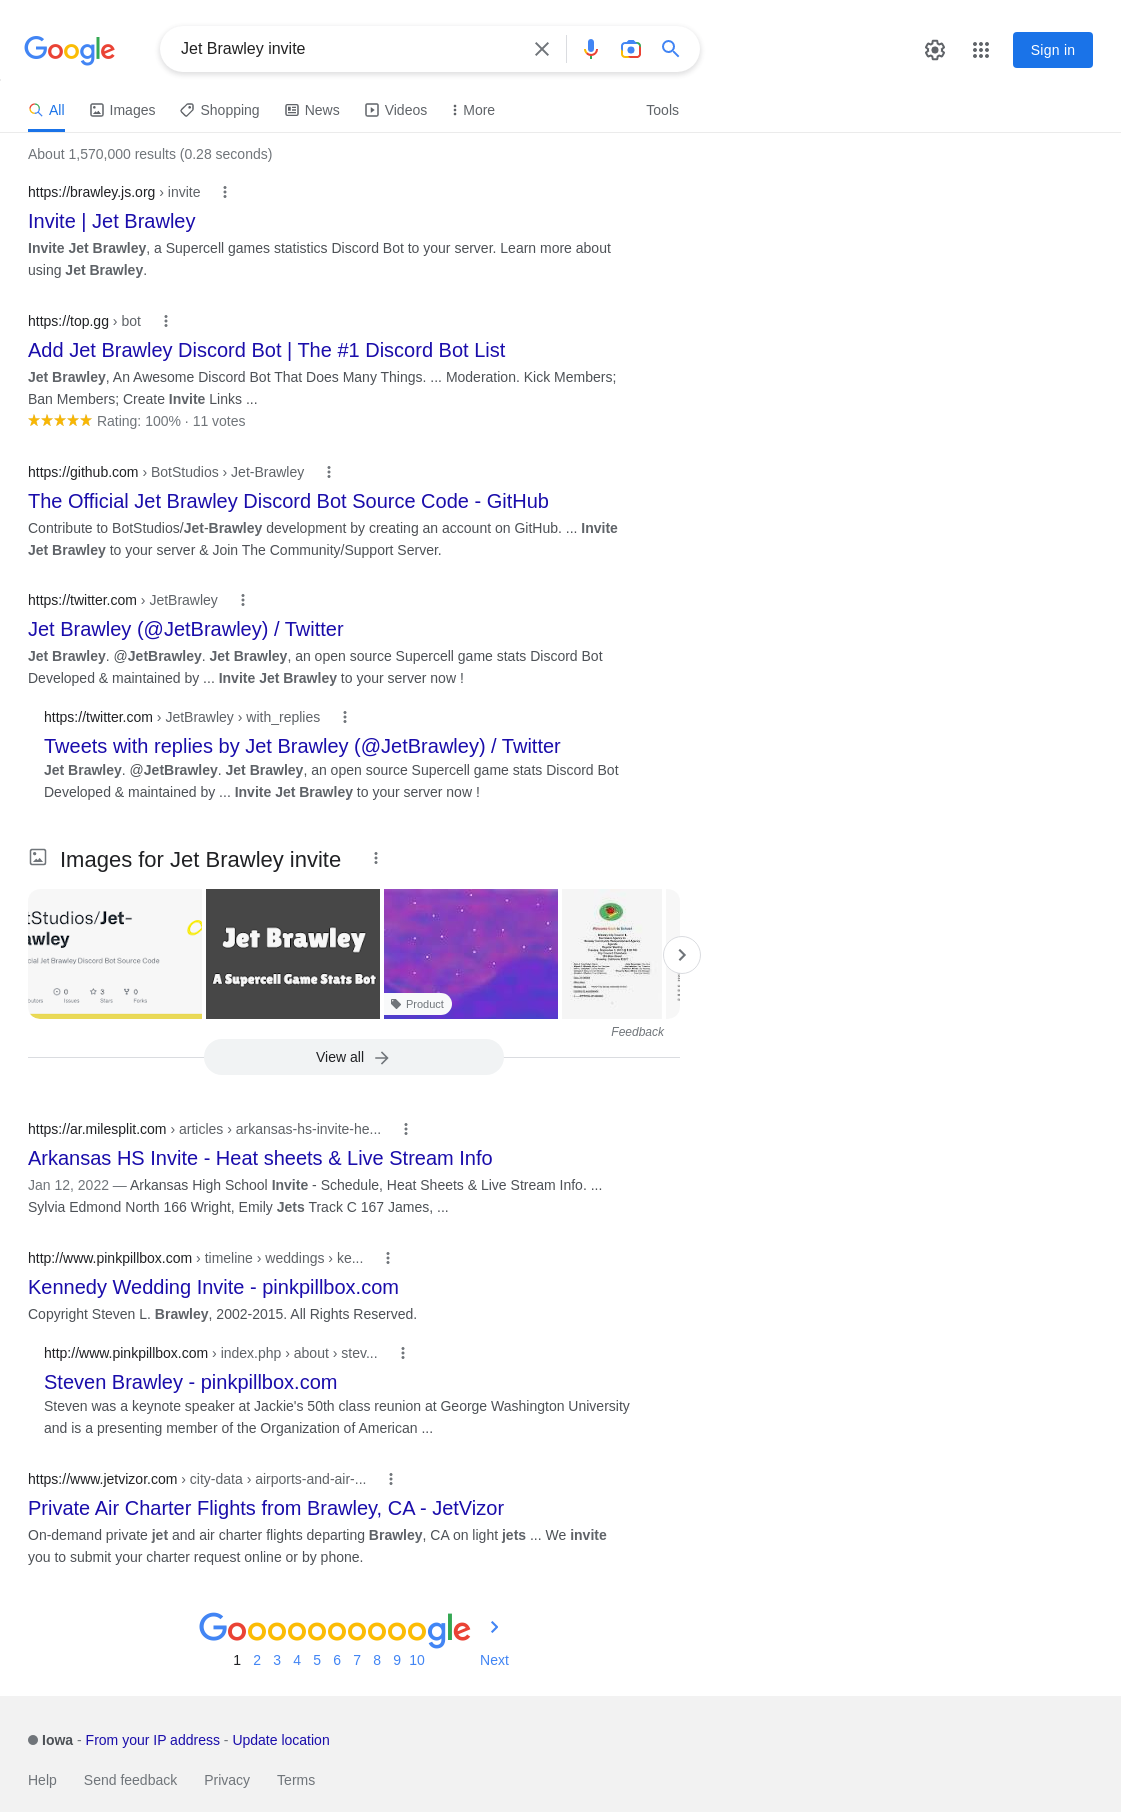 Google
Jet Brawley invite
Sign in
All
Images
Shopping
News
Videos
More
Tools
About 1,570,000 results (0.28 seconds)
https://brawley.js.org › invite
Invite | Jet Brawley
Invite Jet Brawley, a Supercell games statistics Discord Bot to your server. Learn more about
using Jet Brawley.
https://top.gg › bot
Add Jet Brawley Discord Bot | The #1 Discord Bot List
Jet Brawley, An Awesome Discord Bot That Does Many Things. ... Moderation. Kick Members;
Ban Members; Create Invite Links ...
Rating: 100% · 11 votes
https://github.com › BotStudios › Jet-Brawley
The Official Jet Brawley Discord Bot Source Code - GitHub
Contribute to BotStudios/Jet-Brawley development by creating an account on GitHub. ... Invite
Jet Brawley to your server & Join The Community/Support Server.
https://twitter.com › JetBrawley
Jet Brawley (@JetBrawley) / Twitter
Jet Brawley. @JetBrawley. Jet Brawley, an open source Supercell game stats Discord Bot
Developed & maintained by ... Invite Jet Brawley to your server now !
https://twitter.com › JetBrawley › with_replies
Tweets with replies by Jet Brawley (@JetBrawley) / Twitter
Jet Brawley. @JetBrawley. Jet Brawley, an open source Supercell game stats Discord Bot
Developed & maintained by ... Invite Jet Brawley to your server now !
Images for Jet Brawley invite
tStudios/Jet-
awley
cial Jet Brawley Discord Bot Source Code
0 3 0
butors Issues Stars Forks
Jet Brawley
A Supercell Game Stats Bot
Product
Feedback
View all
https://ar.milesplit.com › articles › arkansas-hs-invite-he...
Arkansas HS Invite - Heat sheets & Live Stream Info
Jan 12, 2022 — Arkansas High School Invite - Schedule, Heat Sheets & Live Stream Info. ...
Sylvia Edmond North 166 Wright, Emily Jets Track C 167 James, ...
http://www.pinkpillbox.com › timeline › weddings › ke...
Kennedy Wedding Invite - pinkpillbox.com
Copyright Steven L. Brawley, 2002-2015. All Rights Reserved.
http://www.pinkpillbox.com › index.php › about › stev...
Steven Brawley - pinkpillbox.com
Steven was a keynote speaker at Jackie's 50th class reunion at George Washington University
and is a presenting member of the Organization of American ...
https://www.jetvizor.com › city-data › airports-and-air-...
Private Air Charter Flights from Brawley, CA - JetVizor
On-demand private jet and air charter flights departing Brawley, CA on light jets ... We invite
you to submit your charter request online or by phone.
Goooooooooogle
1 2 3 4 5 6 7 8 9 10 Next
Iowa - From your IP address - Update location
Help
Send feedback
Privacy
Terms